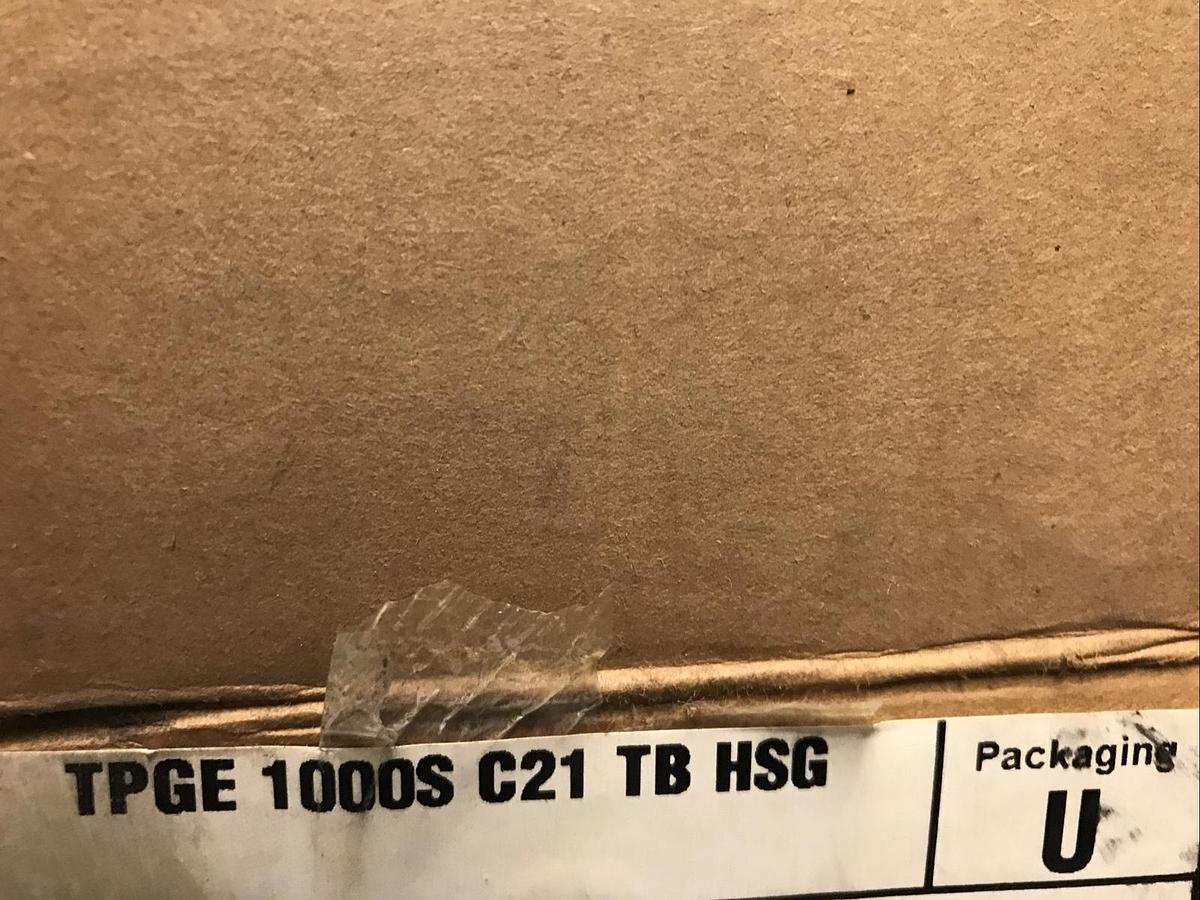 TPGE 1000S C21 TB HSG
Packaging
U